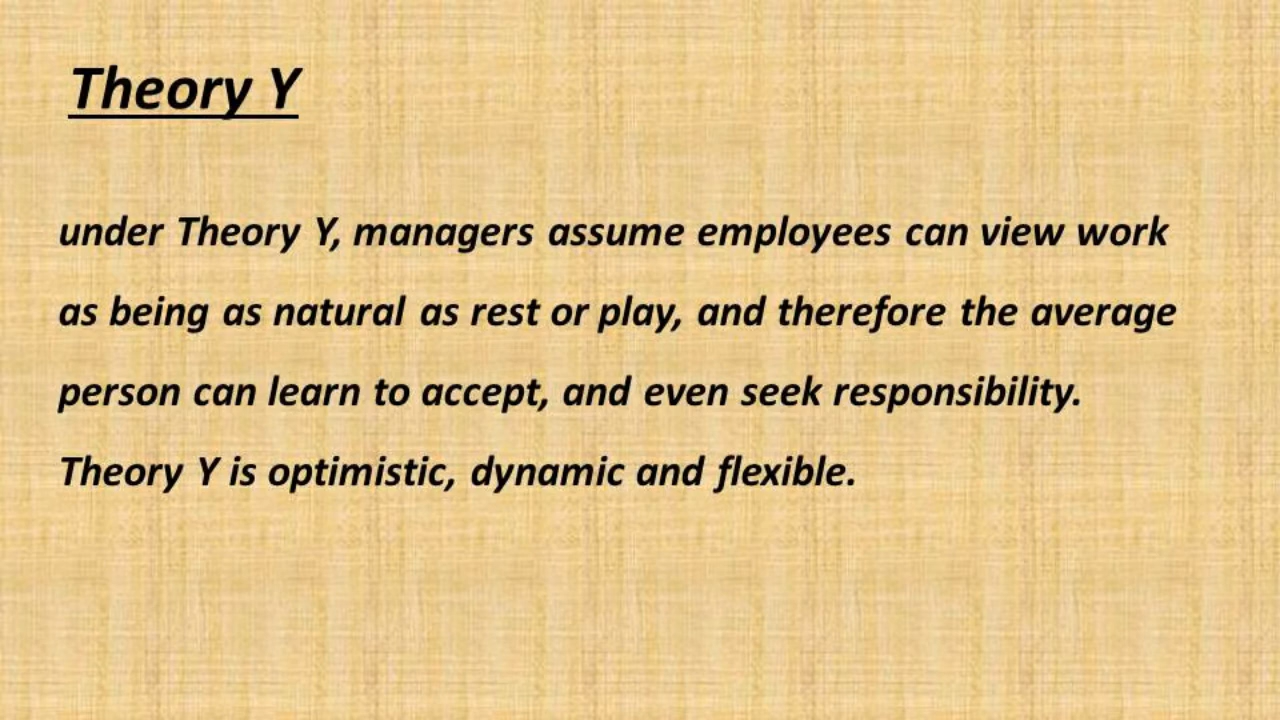 Theory Y
under Theory Y, managers assume employees can view work
as being as natural as rest or play, and therefore the average
person can learn to accept, and even seek responsibility.
Theory Y is optimistic, dynamic and flexible.